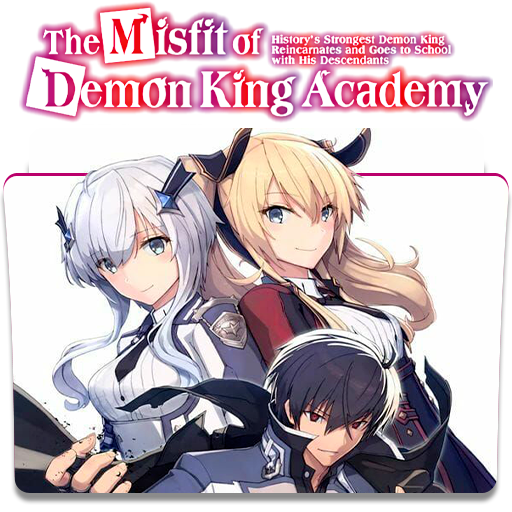 The Misfit of
History's Strongest Demon King
Reincarnates and Goes to School
with His Descendants
Demon King Academy